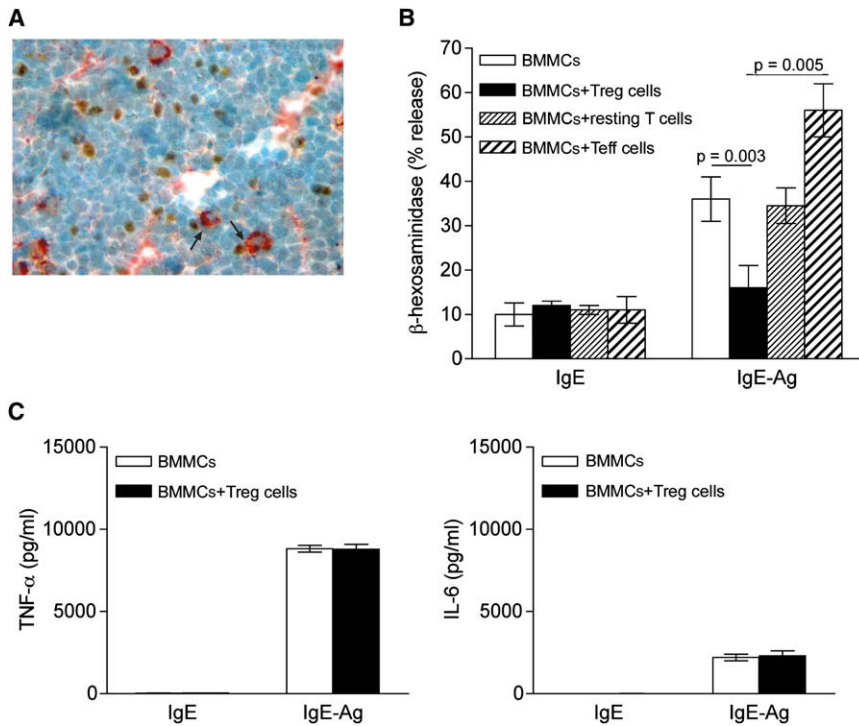 A
B
β-hexosaminidase (% release)
70
60
50
40
30
20
10
0
BMMCs
BMMCs+Treg cells
BMMCs+resting T cells
BMMCs+Teff cells
p = 0.005
p = 0.003
IgE
IgE-Ag
C
TNF-α (pg/ml)
15000
10000
5000
0
BMMCs
BMMCs+Treg cells
IgE
IgE-Ag
IL-6 (pg/ml)
15000
10000
5000
0
BMMCs
BMMCs+Treg cells
IgE
IgE-Ag